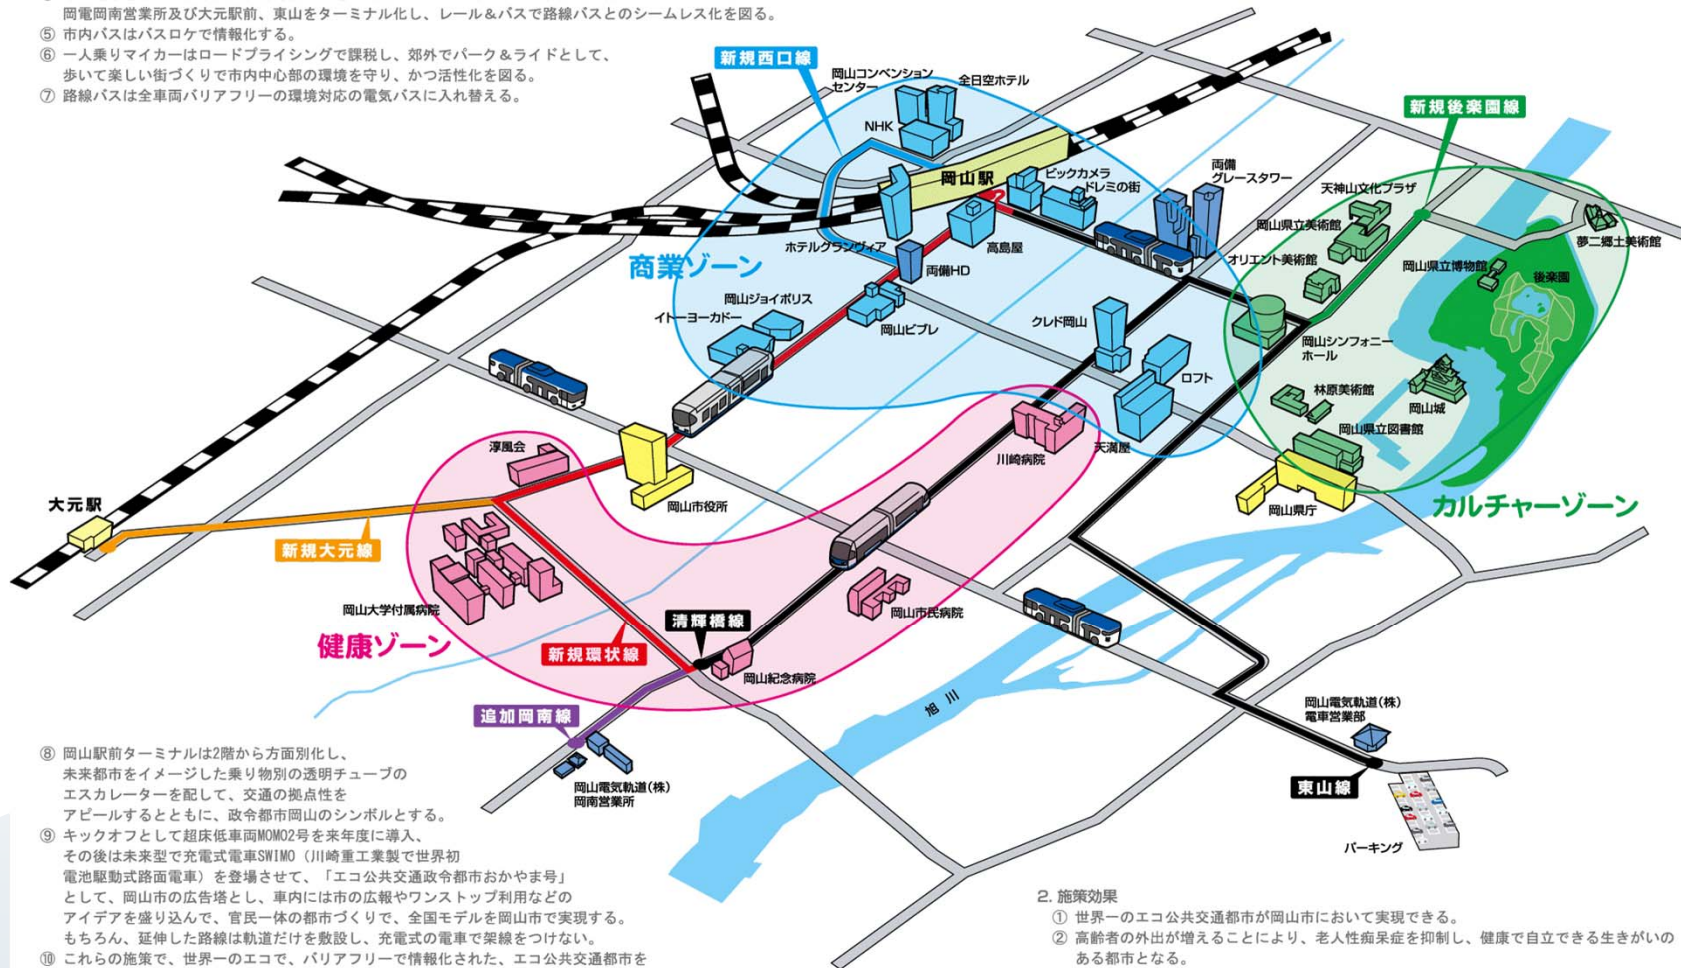 岡電岡南営業所及び大元駅前、東山をターミナル化し、レール&バスで路線バスとのシームレス化を図る。
⑤ 市内バスはバスロケで情報化する。
⑥ 一人乗りマイカーはロードプライシングで課税し、郊外でパーク&ライドとして、
歩いて楽しい街づくりで市内中心部の環境を守り、かつ活性化を図る。
⑦ 路線バスは全車両バリアフリーの環境対応の電気バスに入れ替える。
新規西口線
岡山コンベンション
センター
全日空ホテル
NHK
新規後楽園線
岡山駅
ビックカメラ
ドレミの街
両備
グレースタワー
天神山文化プラザ
岡山県立美術館
夢二郷土美術館
オリエント美術館
岡山県立博物館
後楽園
ホテルグランヴィア
高島屋
商業ゾーン
両備HD
岡山ジョイポリス
イトーヨーカドー
岡山ビブレ
クレド岡山
岡山シンフォニー
ホール
ロフト
林原美術館
岡山城
岡山県立図書館
天満屋
川崎病院
淳風会
岡山市役所
岡山県庁
カルチャーゾーン
大元駅
新規大元線
岡山大学付属病院
岡山市民病院
清輝橋線
健康ゾーン
新規環状線
岡山紀念病院
旭川
追加岡南線
岡山電気軌道(株)
電車営業部
岡山電気軌道(株)
岡南営業所
東山線
パーキング
⑧ 岡山駅前ターミナルは2階から方面別化し、
未来都市をイメージした乗り物別の透明チューブの
エスカレーターを配して、交通の拠点性を
アピールするとともに、政令都市岡山のシンボルとする。
⑨ キックオフとして超床低車両MOMO2号を来年度に導入、
その後は未来型で充電式電車SWIMO(川崎重工業製で世界初
電池駆動式路面電車)を登場させて、「エコ公共交通政令都市おかやま号」
として、岡山市の広告塔とし、車内には市の広報やワンストップ利用などの
アイデアを盛り込んで、官民一体の都市づくりで、全国モデルを岡山市で実現する。
もちろん、延伸した路線は軌道だけを敷設し、充電式の電車で架線をつけない。
⑩ これらの施策で、世界一のエコで、バリアフリーで情報化された、エコ公共交通都市を
2. 施策効果
① 世界一のエコ公共交通都市が岡山市において実現できる。
② 高齢者の外出が増えることにより、老人性痴呆症を抑制し、健康で自立できる生きがいの
ある都市となる。